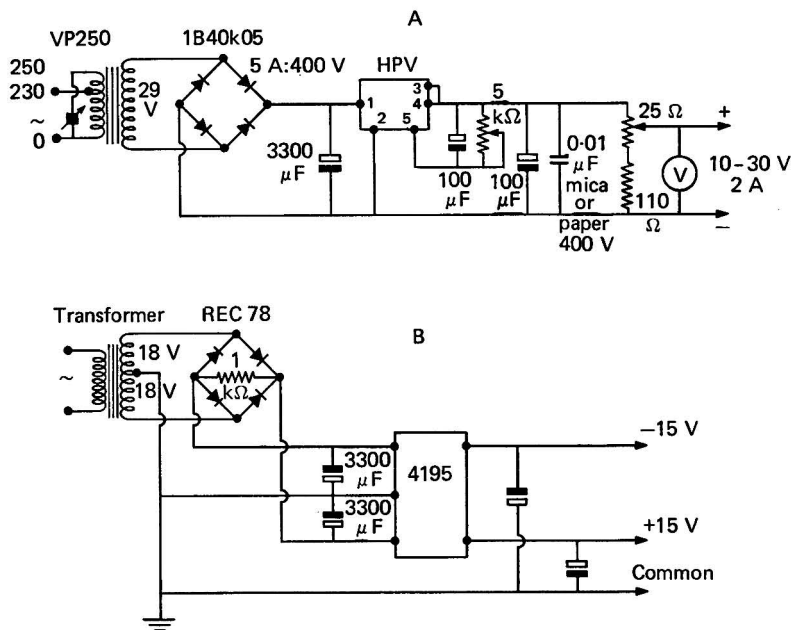 A
VP250
1B40k05
250
230
~
0
29
V
5 A:400 V
HPV
1
2
3
4
5
3300
μF
100
μF
5
kΩ
100
μF
0·01
μF
mica
or
paper
400 V
25 Ω
110
Ω
V
+
10–30 V
2 A
−
B
Transformer
REC 78
~
18 V
18 V
1
kΩ
3300
μF
3300
μF
4195
−15 V
+15 V
Common